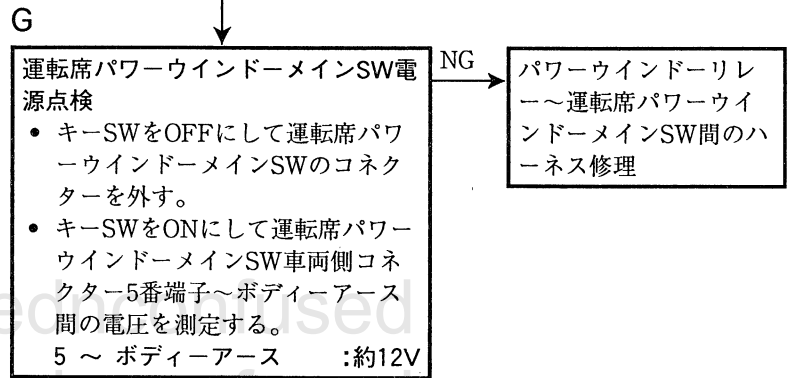 G
運転席パワーウインドーメインSW電
源点検
● キーSWをOFFにして運転席パワ
ーウインドーメインSWのコネク
ターを外す。
● キーSWをONにして運転席パワー
ウインドーメインSW車両側コネ
クター5番端子～ボディーアース
間の電圧を測定する。
5 ～ ボディーアース :約12V
NG
パワーウインドーリレ
ー～運転席パワーウイ
ンドーメインSW間のハ
ーネス修理